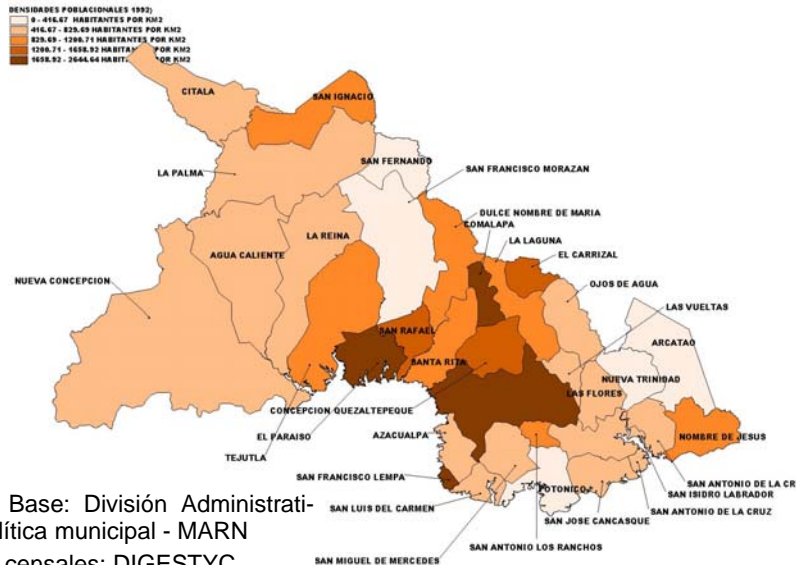 DENSIDADES POBLACIONALES 1992)
0 - 416.67 HABITANTES POR KM2
416.67 - 829.69 HABITANTES POR KM2
829.69 - 1200.71 HABITANTES POR KM2
1200.71 - 1658.92 HABITANTES POR KM2
1658.92 - 2644.64 HABITANTES POR KM2
CITALA
SAN IGNACIO
SAN FERNANDO
LA PALMA
SAN FRANCISCO MORAZAN
DULCE NOMBRE DE MARIA
COMALAPA
LA REINA
LA LAGUNA
AGUA CALIENTE
EL CARRIZAL
NUEVA CONCEPCION
OJOS DE AGUA
LAS VUELTAS
SAN RAFAEL
ARCATAO
SANTA RITA
NUEVA TRINIDAD
LAS FLORES
CONCEPCION QUEZALTEPEQUE
EL PARAISO
AZACUALPA
NOMBRE DE JESUS
TEJUTLA
SAN FRANCISCO LEMPA
SAN ANTONIO DE LA CR
POTONICO
SAN ISIDRO LABRADOR
SAN LUIS DEL CARMEN
SAN ANTONIO DE LA CRUZ
SAN JOSE CANCASQUE
SAN ANTONIO LOS RANCHOS
SAN MIGUEL DE MERCEDES
Base: División Administrati-
lítica municipal - MARN
censales: DIGESTYC